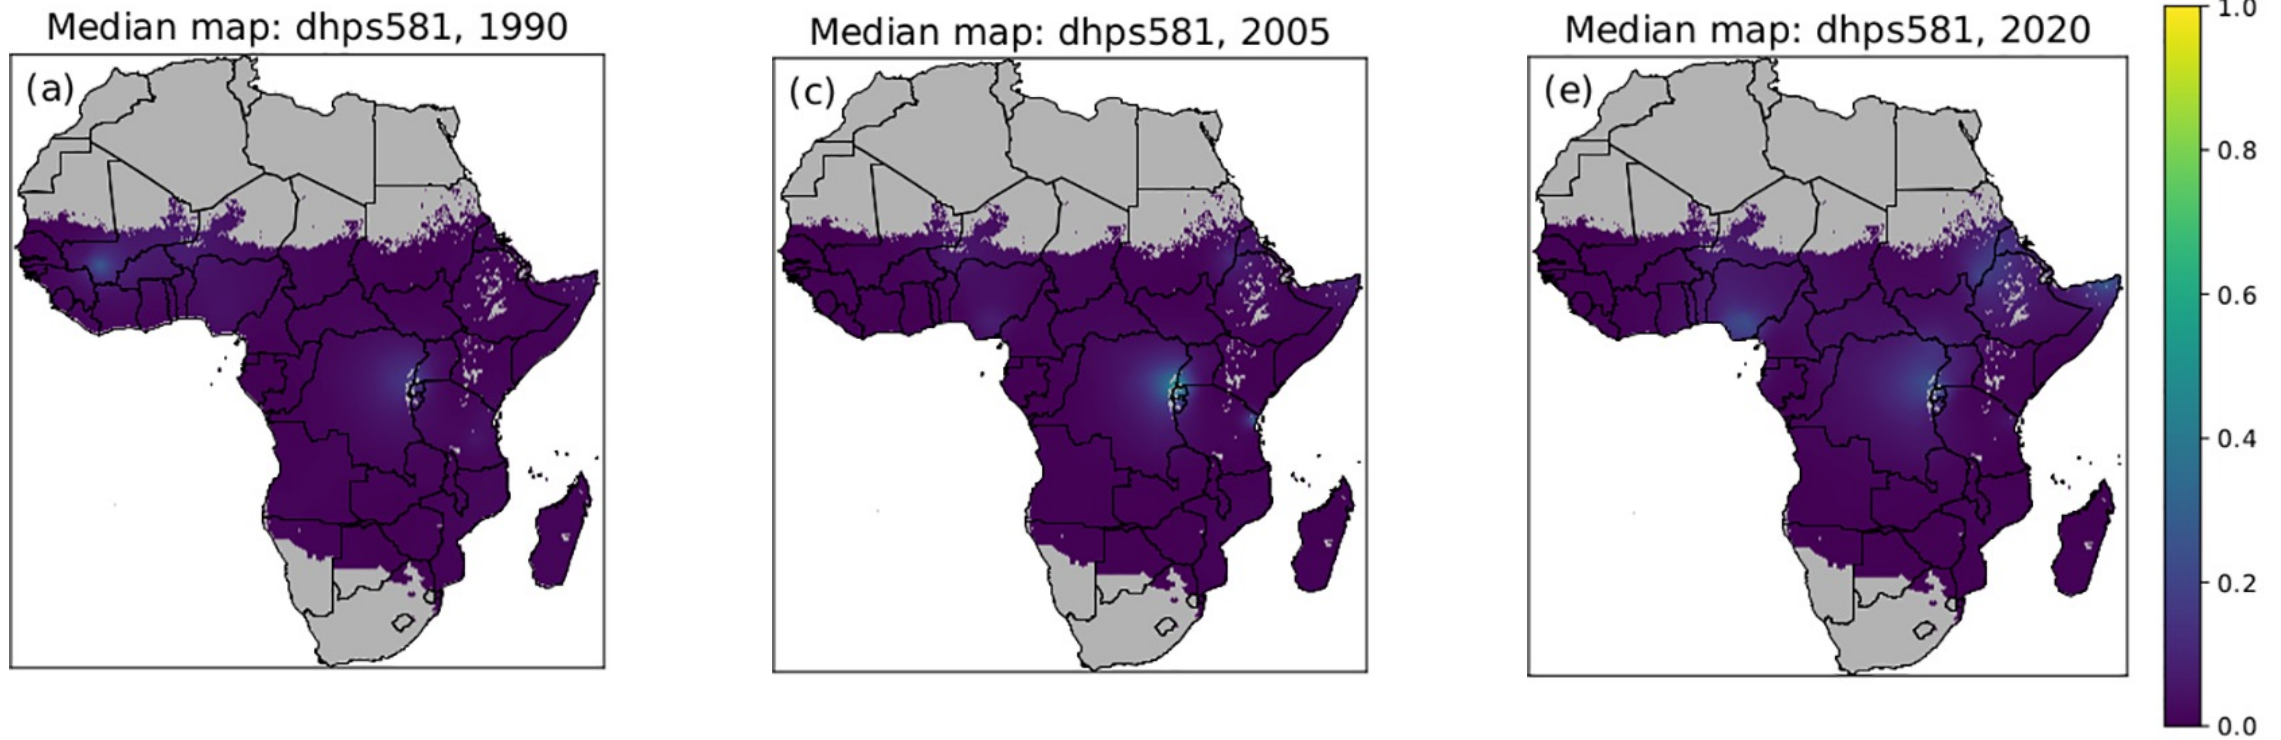 Median map: dhps581, 1990
(a)
Median map: dhps581, 2005
(c)
Median map: dhps581, 2020
(e)
1.0
0.8
0.6
0.4
0.2
0.0